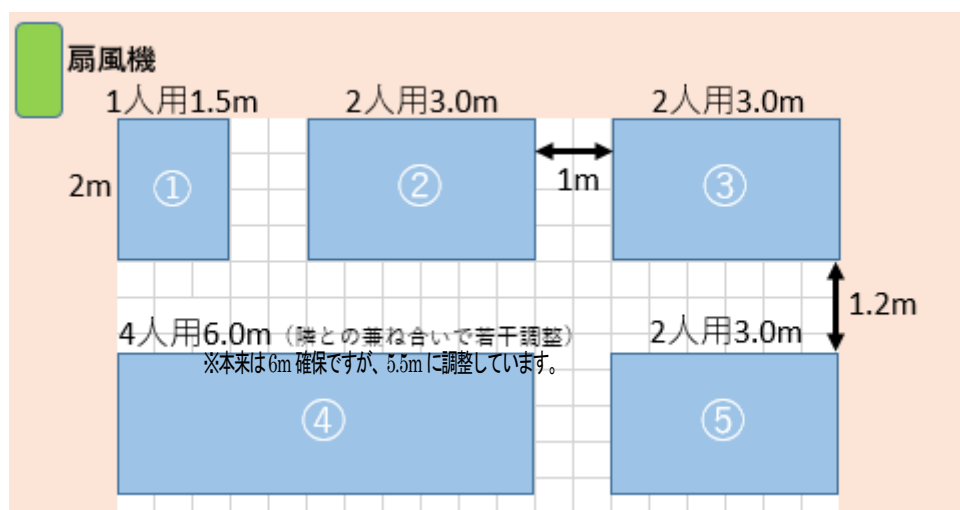 扇風機
1人用1.5m 2人用3.0m 2人用3.0m
2m ① ② 1m ③
1.2m
4人用6.0m（隣との兼ね合いで若干調整） 2人用3.0m
※本来は6m確保ですが、5.5mに調整しています。
④ ⑤